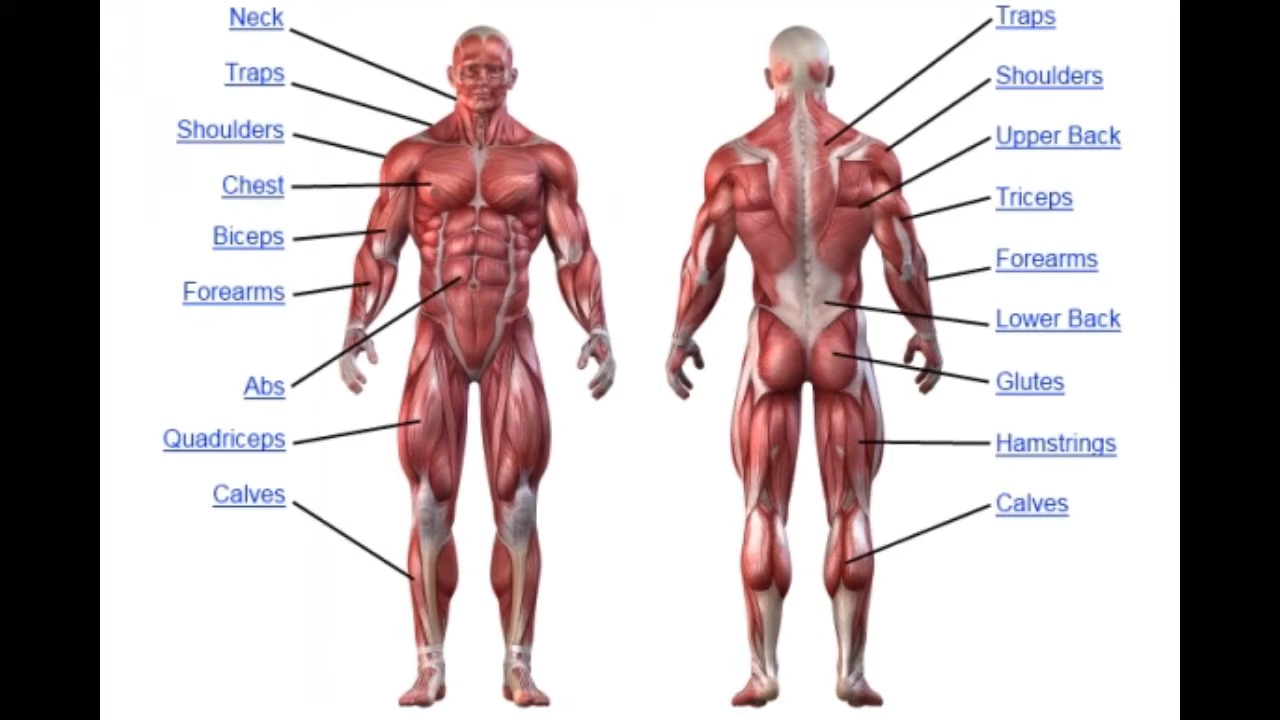 Neck
Traps
Shoulders
Chest
Biceps
Forearms
Abs
Quadriceps
Calves
Traps
Shoulders
Upper Back
Triceps
Forearms
Lower Back
Glutes
Hamstrings
Calves